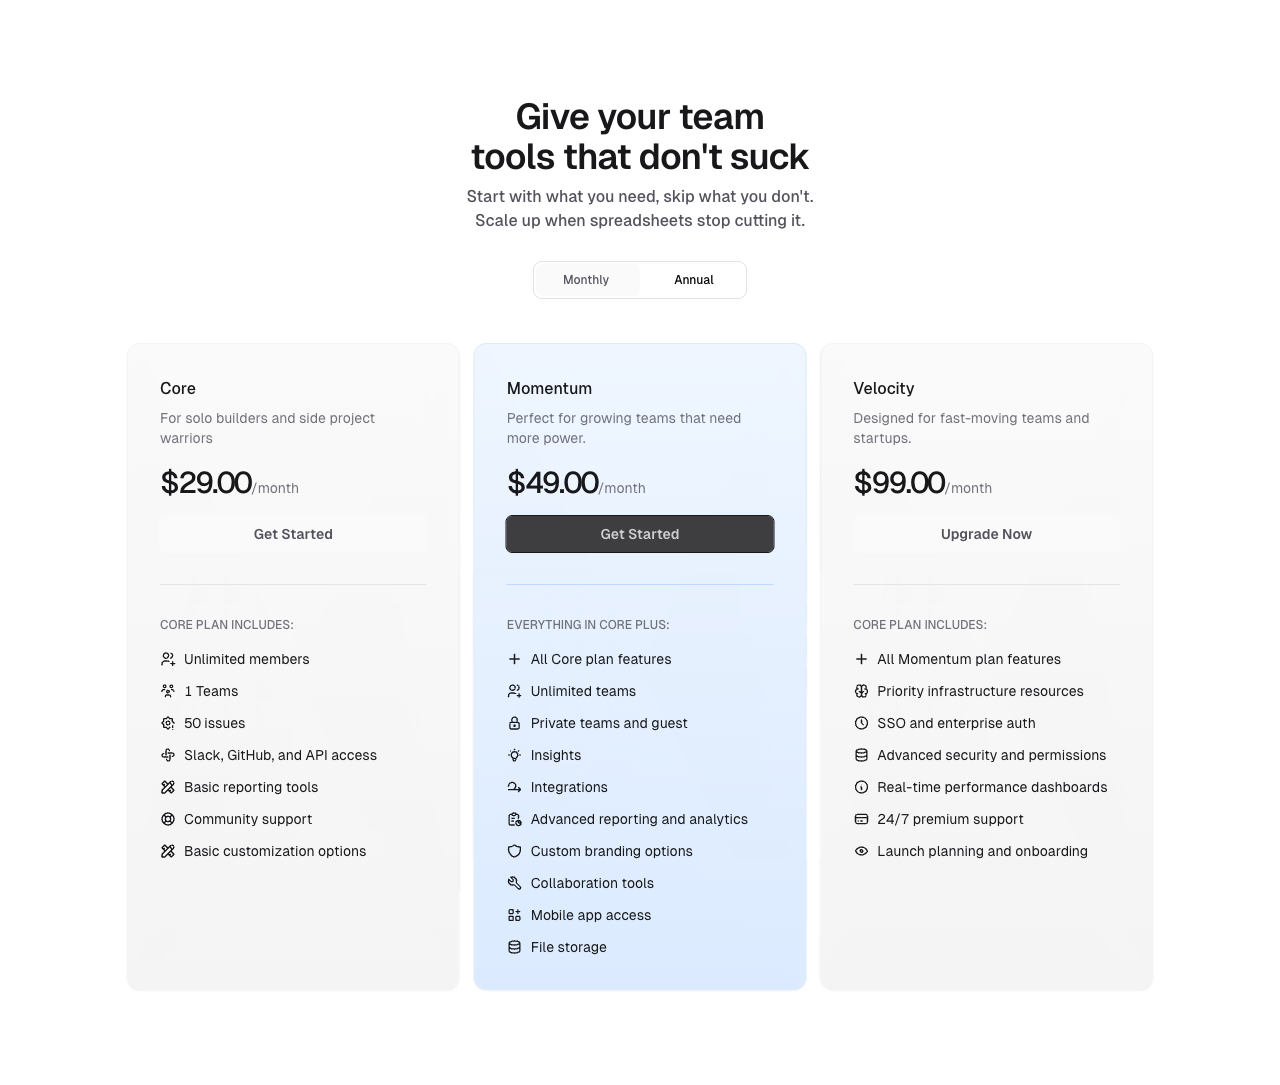 Give your team
tools that don't suck
Start with what you need, skip what you don't.
Scale up when spreadsheets stop cutting it.
Monthly
Annual
Core
For solo builders and side project
warriors
$29.00/month
Get Started
CORE PLAN INCLUDES:
Unlimited members
1 Teams
50 issues
Slack, GitHub, and API access
Basic reporting tools
Community support
Basic customization options
Momentum
Perfect for growing teams that need
more power.
$49.00/month
Get Started
EVERYTHING IN CORE PLUS:
All Core plan features
Unlimited teams
Private teams and guest
Insights
Integrations
Advanced reporting and analytics
Custom branding options
Collaboration tools
Mobile app access
File storage
Velocity
Designed for fast-moving teams and
startups.
$99.00/month
Upgrade Now
CORE PLAN INCLUDES:
All Momentum plan features
Priority infrastructure resources
SSO and enterprise auth
Advanced security and permissions
Real-time performance dashboards
24/7 premium support
Launch planning and onboarding